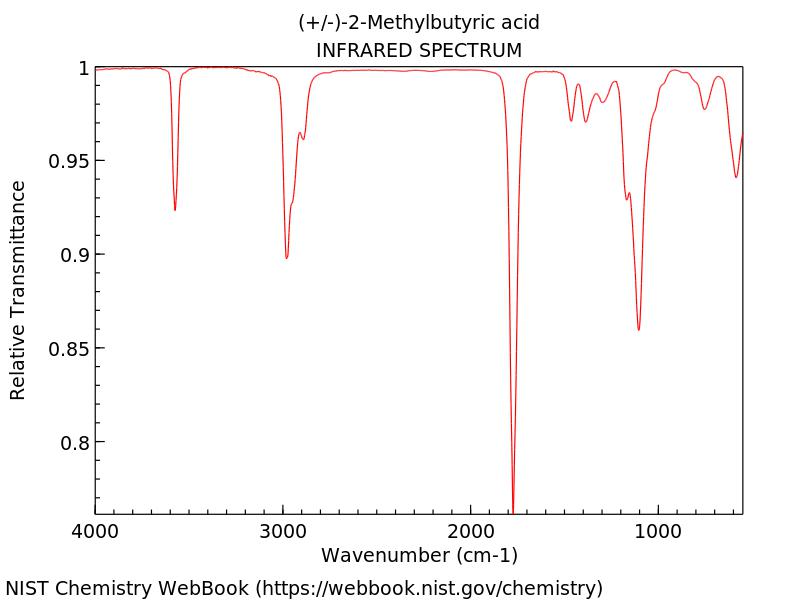 (+/-)-2-Methylbutyric acid
INFRARED SPECTRUM
1
0.95
0.9
0.85
0.8
Relative Transmittance
4000 3000 2000 1000
Wavenumber (cm-1)
NIST Chemistry WebBook (https://webbook.nist.gov/chemistry)